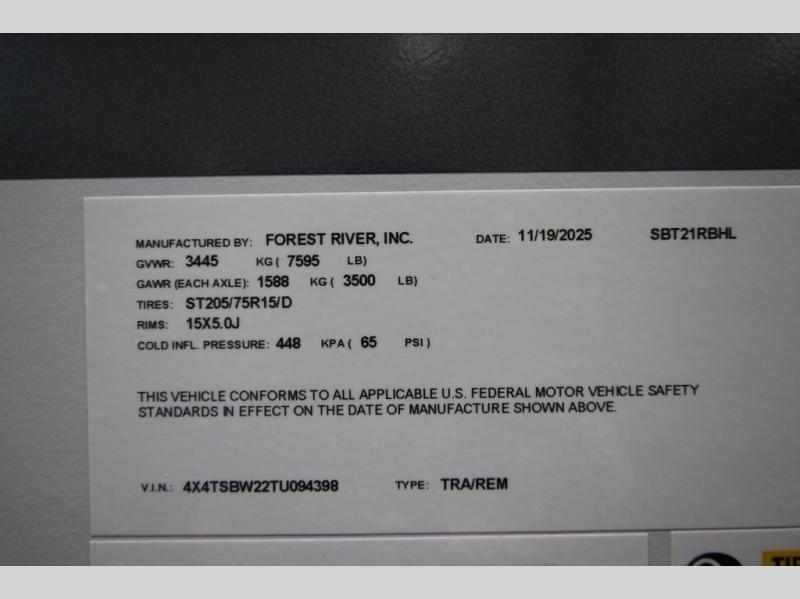 MANUFACTURED BY: FOREST RIVER, INC. DATE: 11/19/2025 SBT21RBHL
GVWR: 3445 KG ( 7595 LB)
GAWR (EACH AXLE): 1588 KG ( 3500 LB)
TIRES: ST205/75R15/D
RIMS: 15X5.0J
COLD INFL. PRESSURE: 448 KPA ( 65 PSI )
THIS VEHICLE CONFORMS TO ALL APPLICABLE U.S. FEDERAL MOTOR VEHICLE SAFETY
STANDARDS IN EFFECT ON THE DATE OF MANUFACTURE SHOWN ABOVE.
V.I.N.: 4X4TSBW22TU094398 TYPE: TRA/REM